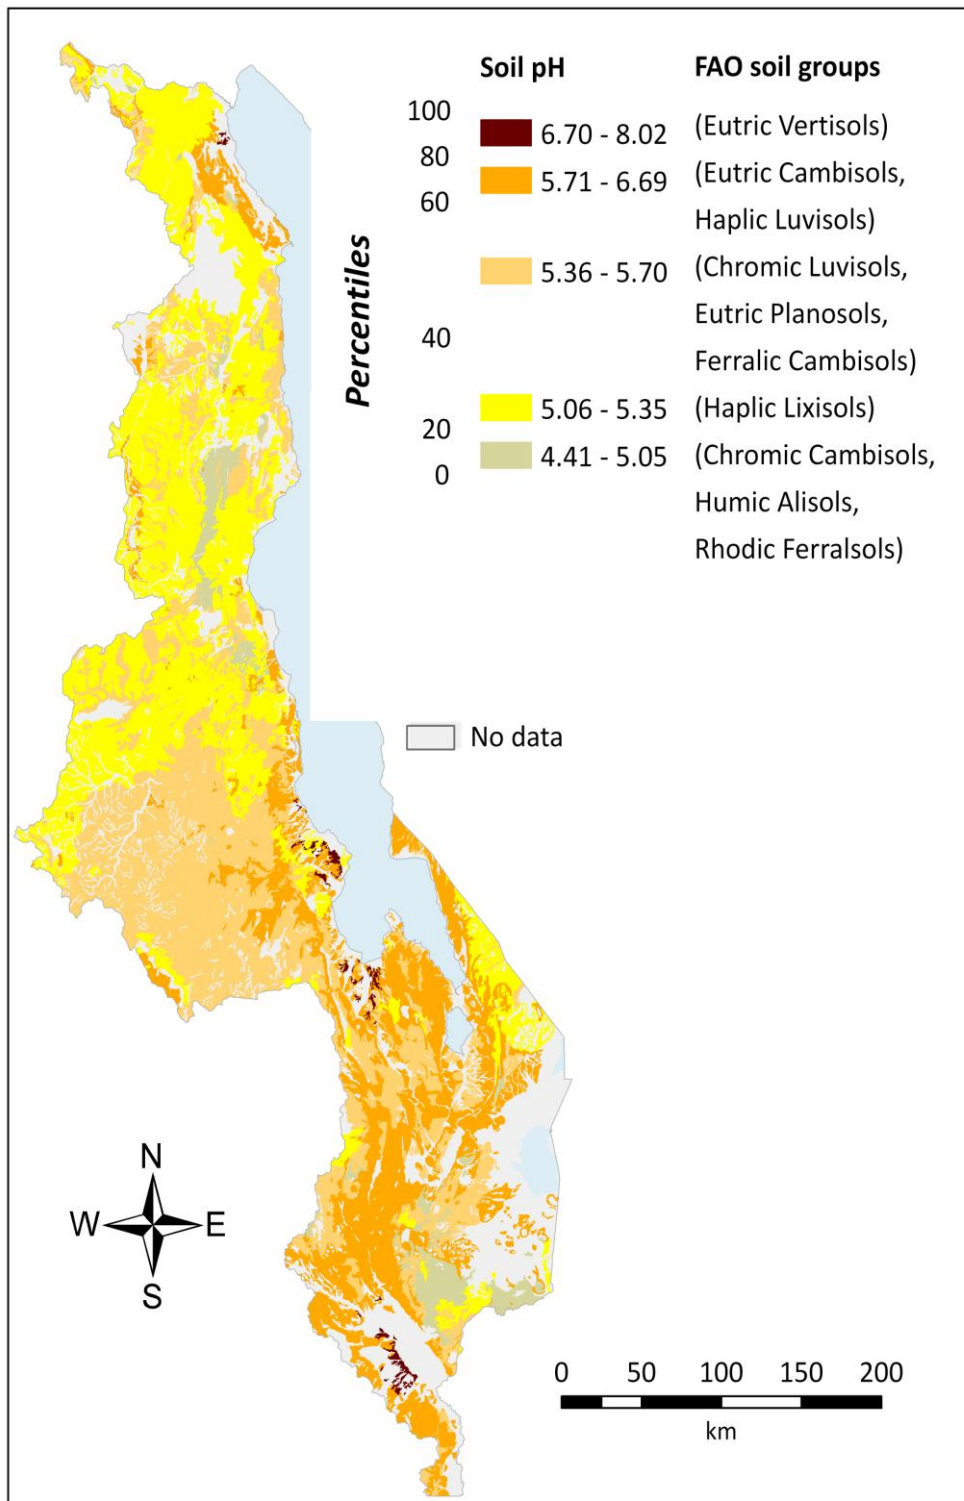 Soil pH FAO soil groups
100
6.70 - 8.02 (Eutric Vertisols)
80
5.71 - 6.69 (Eutric Cambisols,
60
Haplic Luvisols)
Percentiles
5.36 - 5.70 (Chromic Luvisols,
Eutric Planosols,
40
Ferralic Cambisols)
5.06 - 5.35 (Haplic Lixisols)
20
4.41 - 5.05 (Chromic Cambisols,
0
Humic Alisols,
Rhodic Ferralsols)
No data
N
W E
S
0 50 100 150 200
km